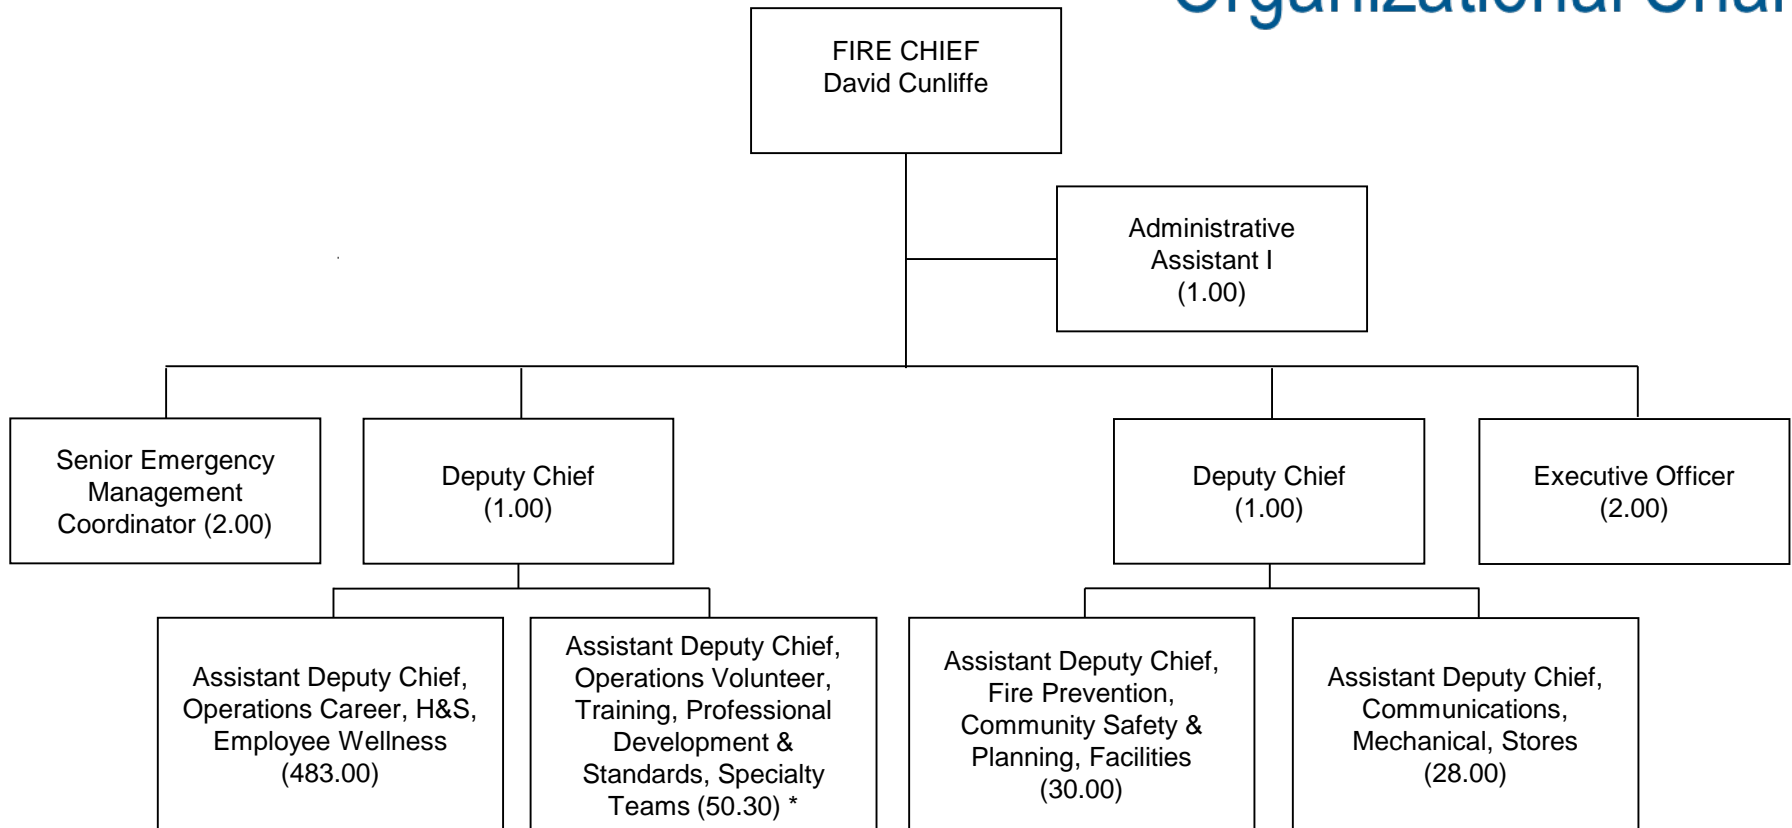 Organizational Char
FIRE CHIEF
David Cunliffe
Administrative
Assistant I
(1.00)
Senior Emergency
Management
Coordinator (2.00)
Deputy Chief
(1.00)
Deputy Chief
(1.00)
Executive Officer
(2.00)
Assistant Deputy Chief,
Operations Career, H&S,
Employee Wellness
(483.00)
Assistant Deputy Chief,
Operations Volunteer,
Training, Professional
Development &
Standards, Specialty
Teams (50.30) *
Assistant Deputy Chief,
Fire Prevention,
Community Safety &
Planning, Facilities
(30.00)
Assistant Deputy Chief,
Communications,
Mechanical, Stores
(28.00)